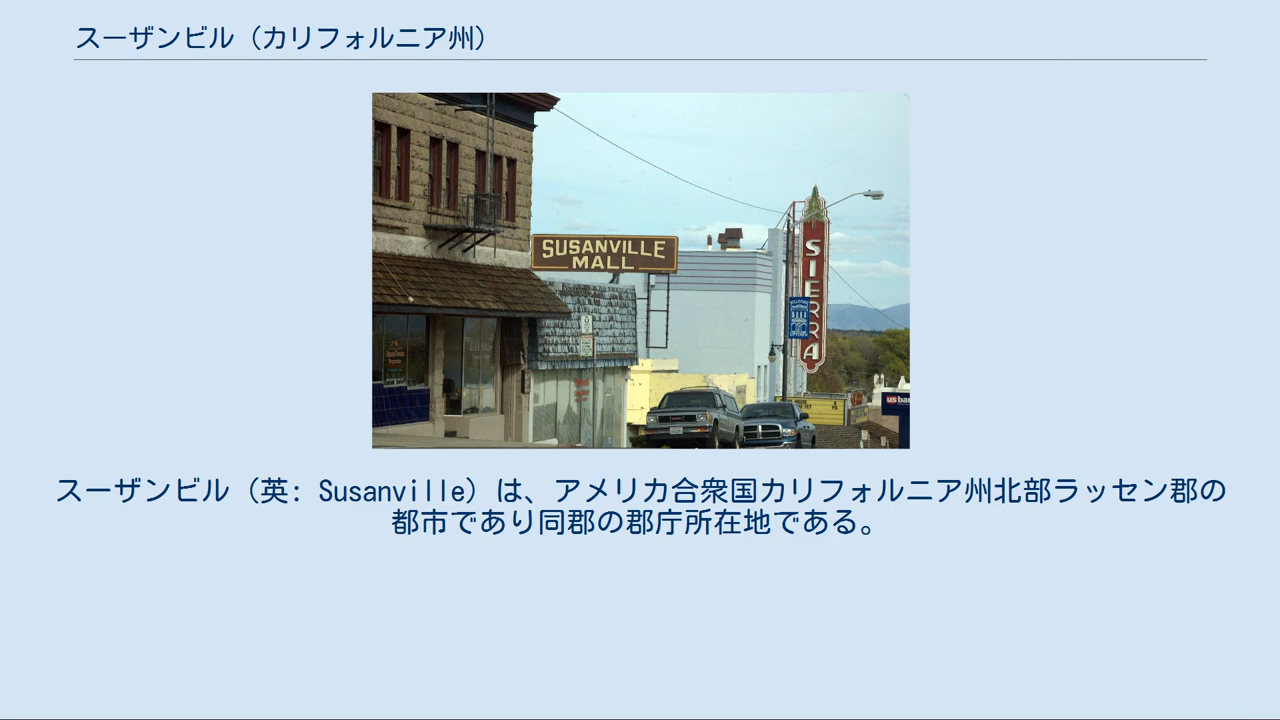 スーザンビル（カリフォルニア州）
SUSANVILLE
MALL
SIERRA
us ba
スーザンビル（英: Susanville）は、アメリカ合衆国カリフォルニア州北部ラッセン郡の
都市であり同郡の郡庁所在地である。